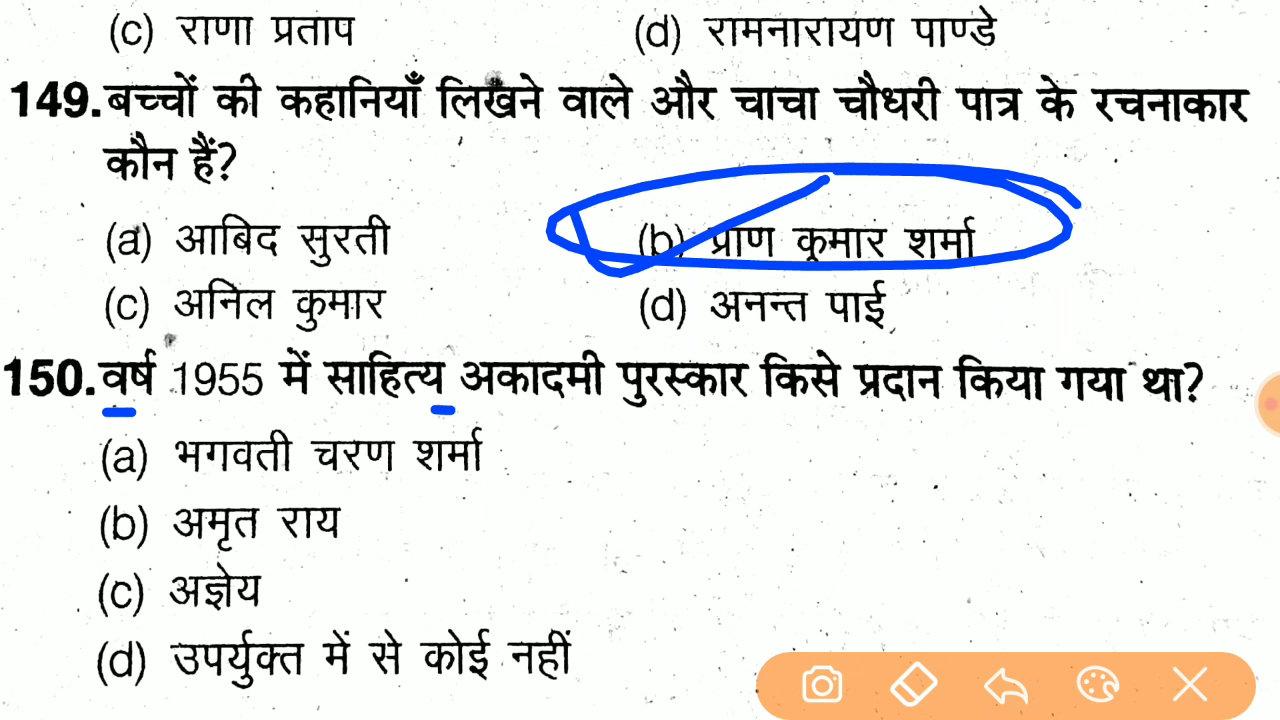 (c) राणा प्रताप (d) रामनारायण पाण्डे
149. बच्चों की कहानियाँ लिखने वाले और चाचा चौधरी पात्र के रचनाकार
कौन हैं?
(a) आबिद सुरती (b) प्राण कुमार शर्मा
(c) अनिल कुमार (d) अनन्त पाई
150. वर्ष 1955 में साहित्य अकादमी पुरस्कार किसे प्रदान किया गया था?
(a) भगवती चरण शर्मा
(b) अमृत राय
(c) अज्ञेय
(d) उपर्युक्त में से कोई नहीं